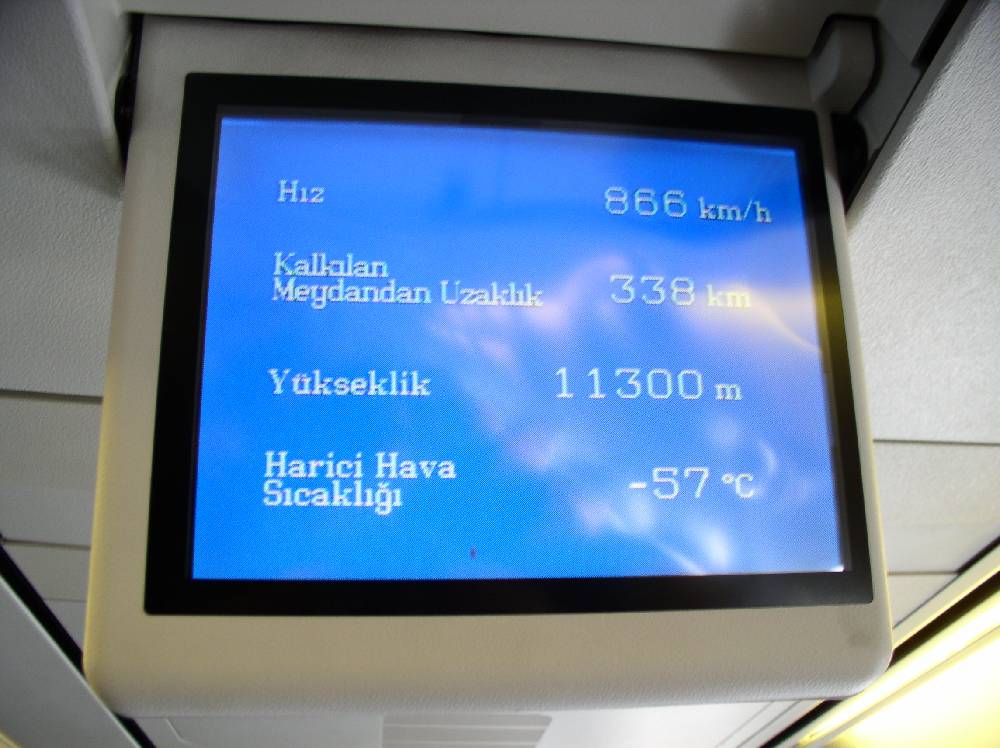 Hız 866 km/h
Kalkılan
Meydandan Uzaklık 338 km
Yükseklik 11300 m
Harici Hava
Sıcaklığı -57 °C